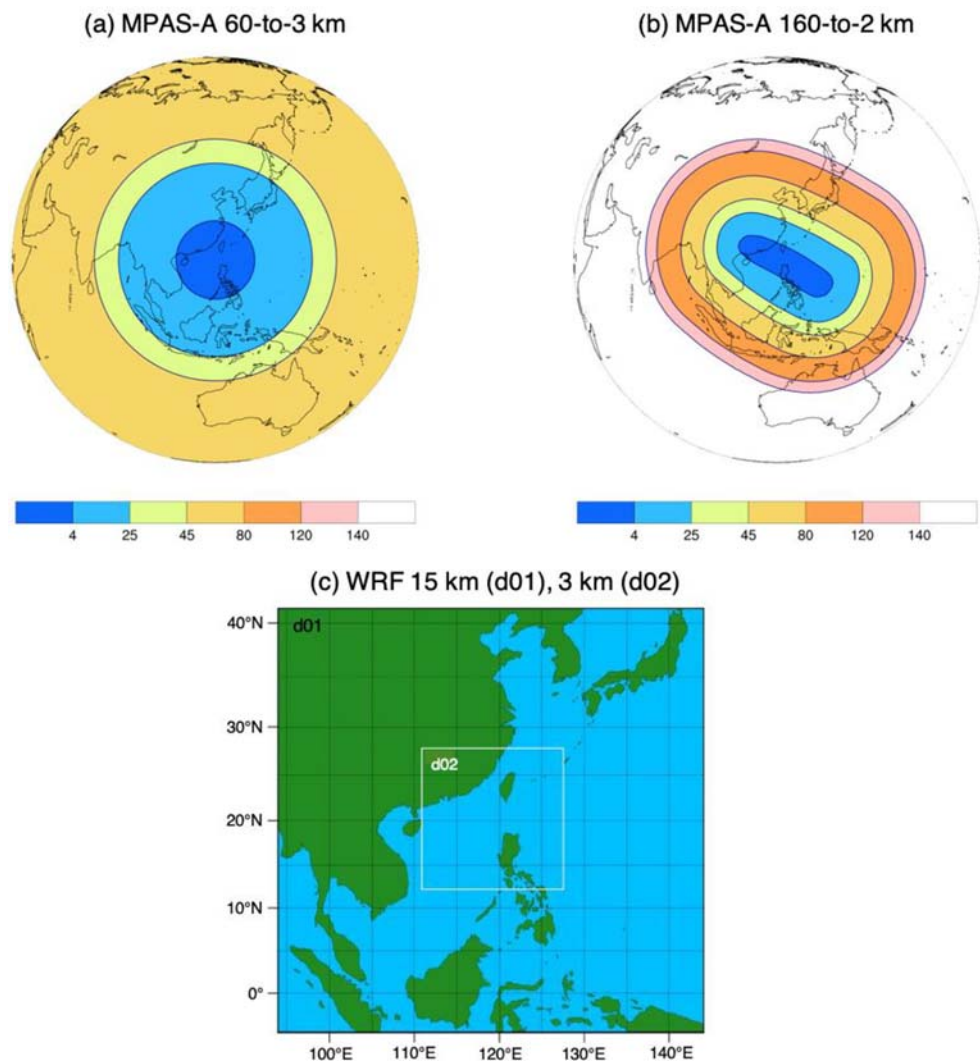 (a) MPAS-A 60-to-3 km
(b) MPAS-A 160-to-2 km
4 25 45 80 120 140
4 25 45 80 120 140
(c) WRF 15 km (d01), 3 km (d02)
d01
d02
40°N
30°N
20°N
10°N
0°
100°E 110°E 120°E 130°E 140°E